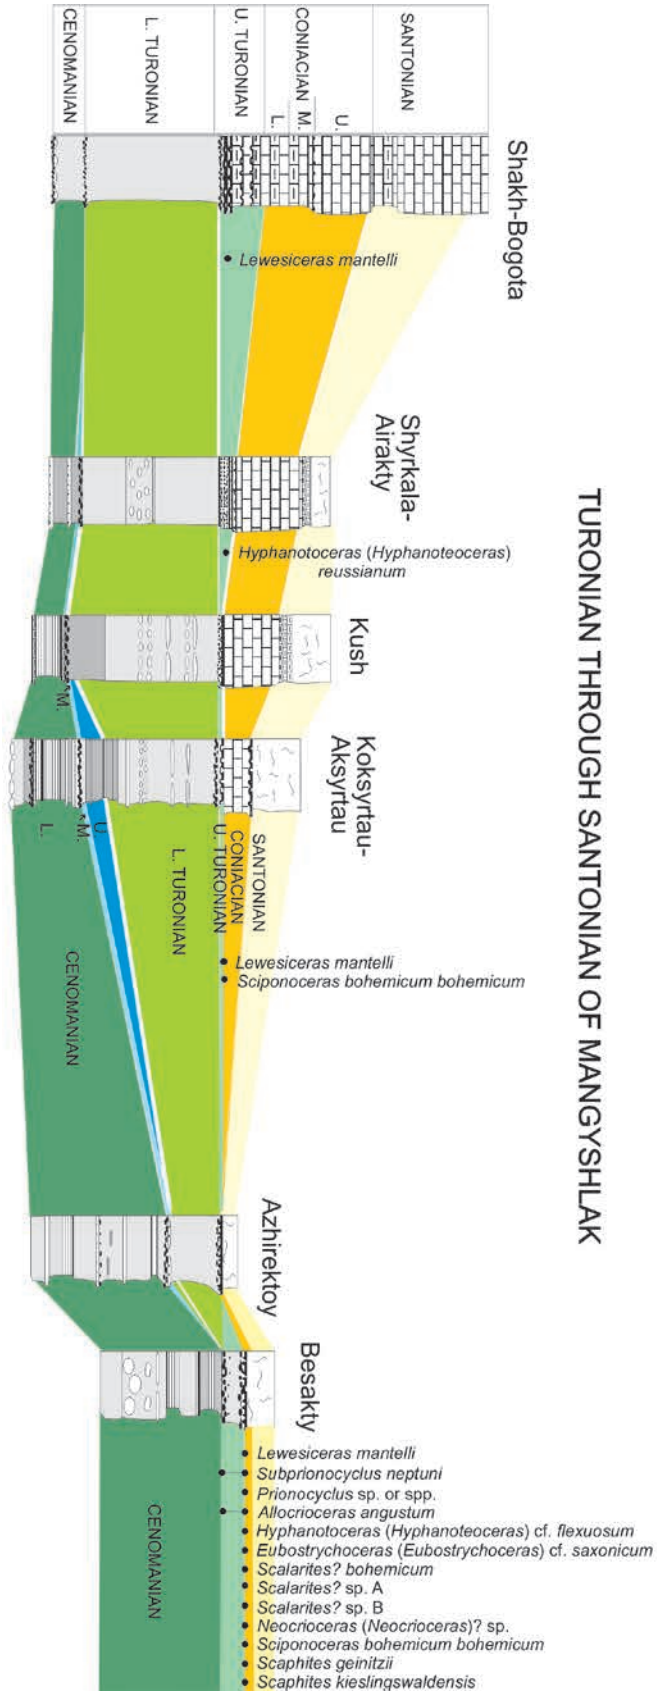 TURONIAN THROUGH SANTONIAN OF MANGYSHLAK
CENOMANIAN
L. TURONIAN
U. TURONIAN
CONIACIAN
L.
M.
U.
SANTONIAN
Shakh-Bogota
Lewesiceras mantelli
Shyrkala-
Airakty
Hyphanotoceras (Hyphanoteoceras)
reussianum
Kush
M.
Koksyrtau-
Aksyrtau
L.
M.
U.
L. TURONIAN
U. TURONIAN
CONIACIAN
SANTONIAN
CENOMANIAN
Lewesiceras mantelli
Sciponoceras bohemicum bohemicum
Azhirektoy
Besakty
CENOMANIAN
Lewesiceras mantelli
Subprionocyclus neptuni
Prionocyclus sp. or spp.
Allocrioceras angustum
Hyphanotoceras (Hyphanoteoceras) cf. flexuosum
Eubostrychoceras (Eubostrychoceras) cf. saxonicum
Scalarites? bohemicum
Scalarites? sp. A
Scalarites? sp. B
Neocrioceras (Neocrioceras)? sp.
Sciponoceras bohemicum bohemicum
Scaphites geinitzii
Scaphites kieslingswaldensis